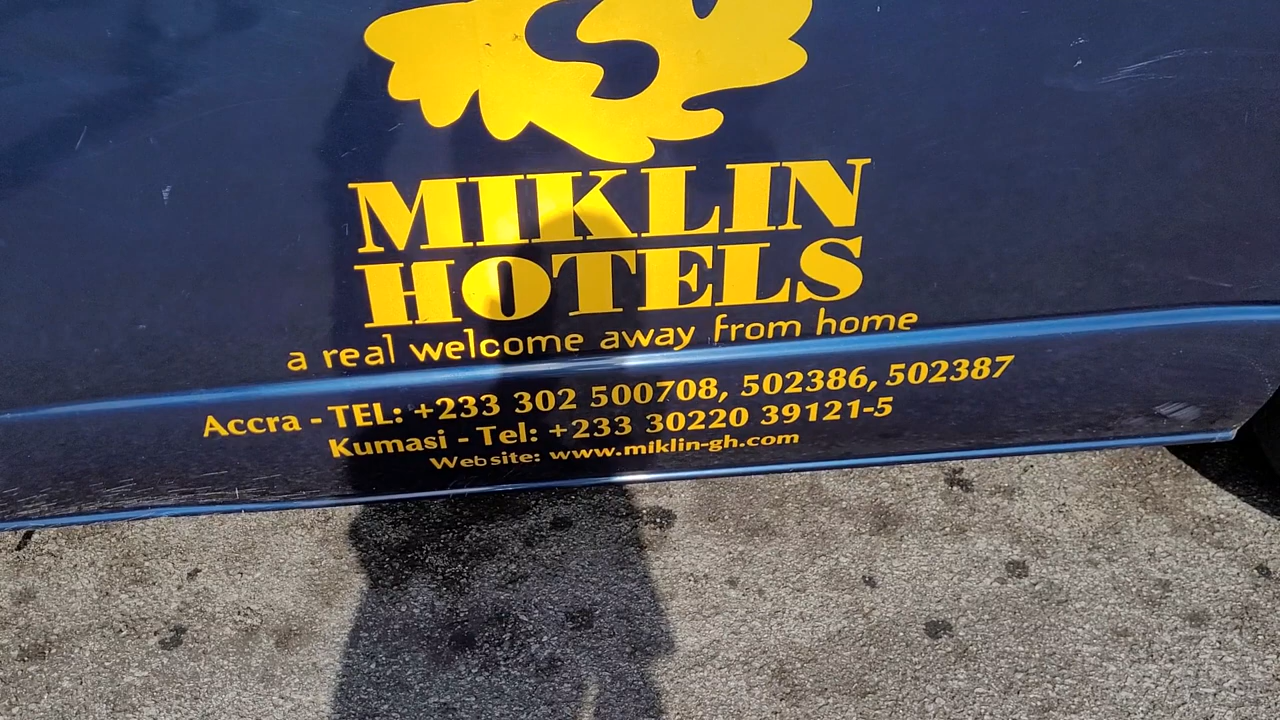 MIKLIN
HOTELS
a real welcome away from home
Accra - TEL: +233 302 500708, 502386, 502387
Kumasi - Tel: +233 30220 39121-5
Website: www.miklin-gh.com